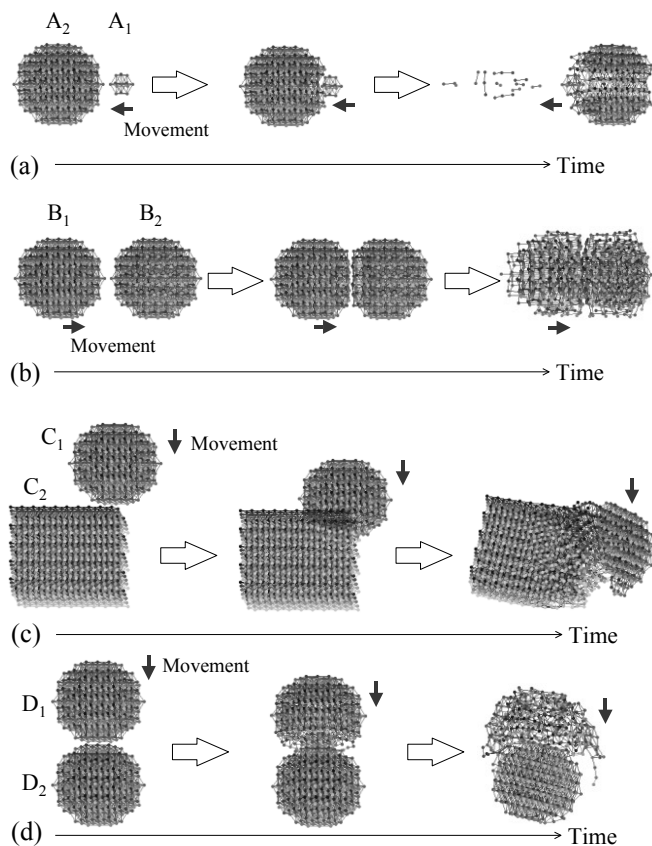 A₂ A₁
Movement
(a) Time
B₁ B₂
Movement
(b) Time
C₁ Movement
C₂
(c) Time
Movement
D₁
D₂
(d) Time